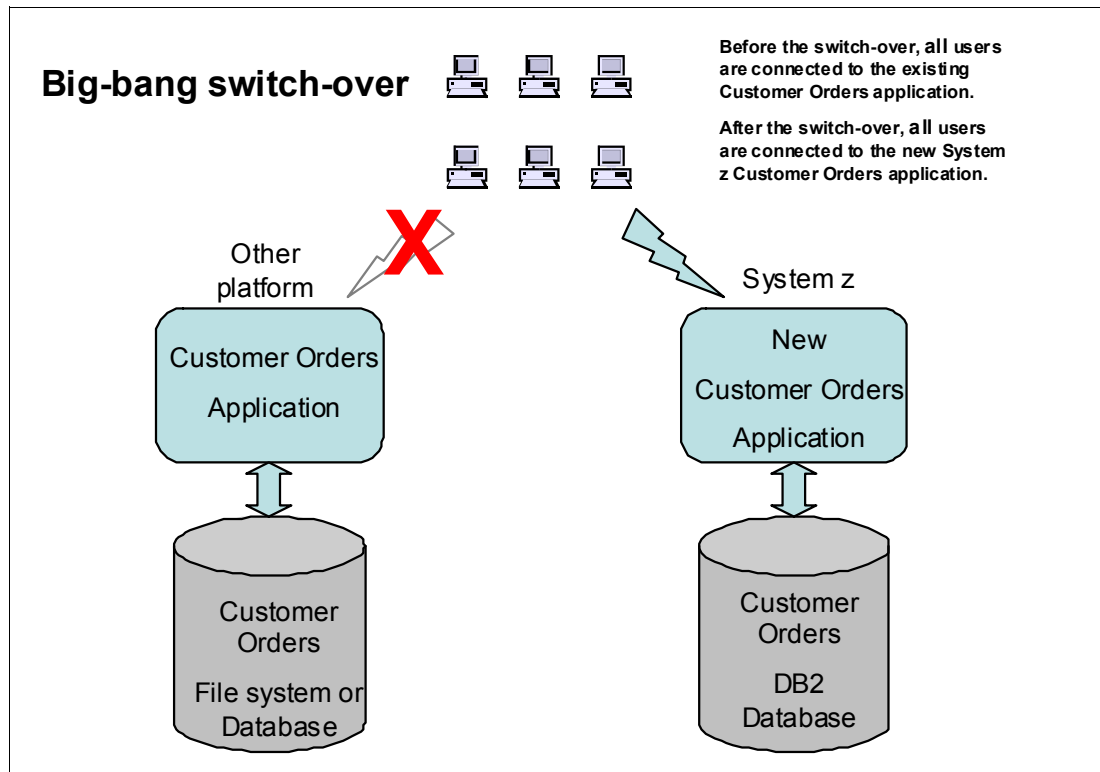 Big-bang switch-over
Before the switch-over, all users
are connected to the existing
Customer Orders application.
After the switch-over, all users
are connected to the new System
z Customer Orders application.
X
Other
platform
System z
Customer Orders
Application
New
Customer Orders
Application
Customer
Orders
File system or
Database
Customer
Orders
DB2
Database